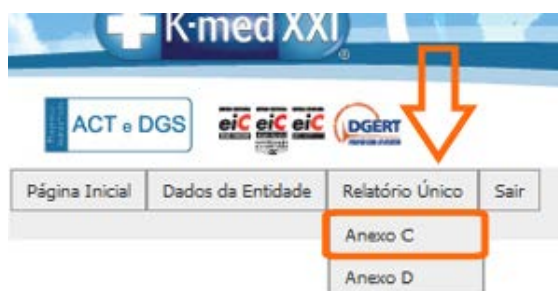 K-med XXI
ACT e DGS
eiC eiC eiC
DGERT
Página Inicial
Dados da Entidade
Relatório Único
Sair
Anexo C
Anexo D